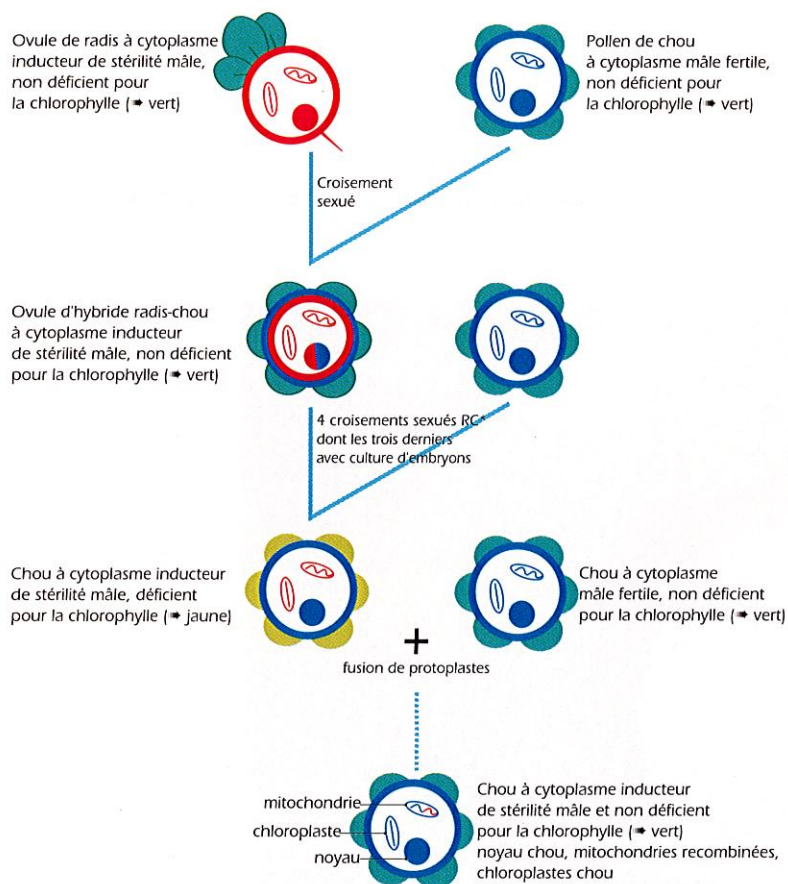 Ovule de radis à cytoplasme
inducteur de stérilité mâle,
non déficient pour
la chlorophylle (➠ vert)
Pollen de chou
à cytoplasme mâle fertile,
non déficient pour
la chlorophylle (➠ vert)
Croisement
sexué
Ovule d'hybride radis-chou
à cytoplasme inducteur
de stérilité mâle, non déficient
pour la chlorophylle (➠ vert)
4 croisements sexués RC*
dont les trois derniers
avec culture d'embryons
Chou à cytoplasme inducteur
de stérilité mâle, déficient
pour la chlorophylle (➠ jaune)
Chou à cytoplasme
mâle fertile, non déficient
pour la chlorophylle (➠ vert)
+
fusion de protoplastes
mitochondrie
chloroplaste
noyau
Chou à cytoplasme inducteur
de stérilité mâle et non déficient
pour la chlorophylle (➠ vert)
noyau chou, mitochondries recombinées,
chloroplastes chou